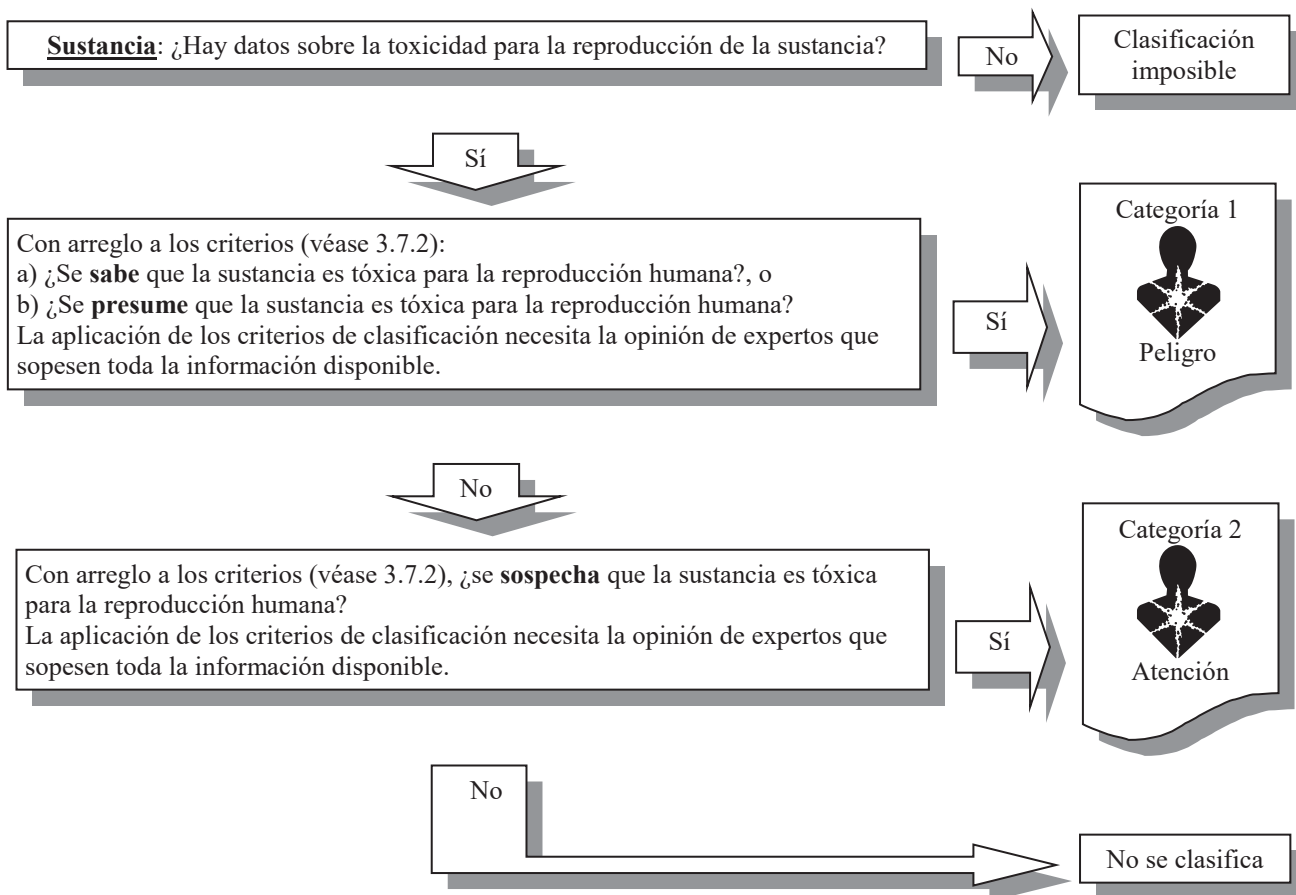 Sustancia: ¿Hay datos sobre la toxicidad para la reproducción de la sustancia?
No
Clasificación
imposible
Sí
Con arreglo a los criterios (véase 3.7.2):
a) ¿Se sabe que la sustancia es tóxica para la reproducción humana?, o
b) ¿Se presume que la sustancia es tóxica para la reproducción humana?
La aplicación de los criterios de clasificación necesita la opinión de expertos que
sopesen toda la información disponible.
Sí
Categoría 1
Peligro
No
Con arreglo a los criterios (véase 3.7.2), ¿se sospecha que la sustancia es tóxica
para la reproducción humana?
La aplicación de los criterios de clasificación necesita la opinión de expertos que
sopesen toda la información disponible.
Sí
Categoría 2
Atención
No
No se clasifica